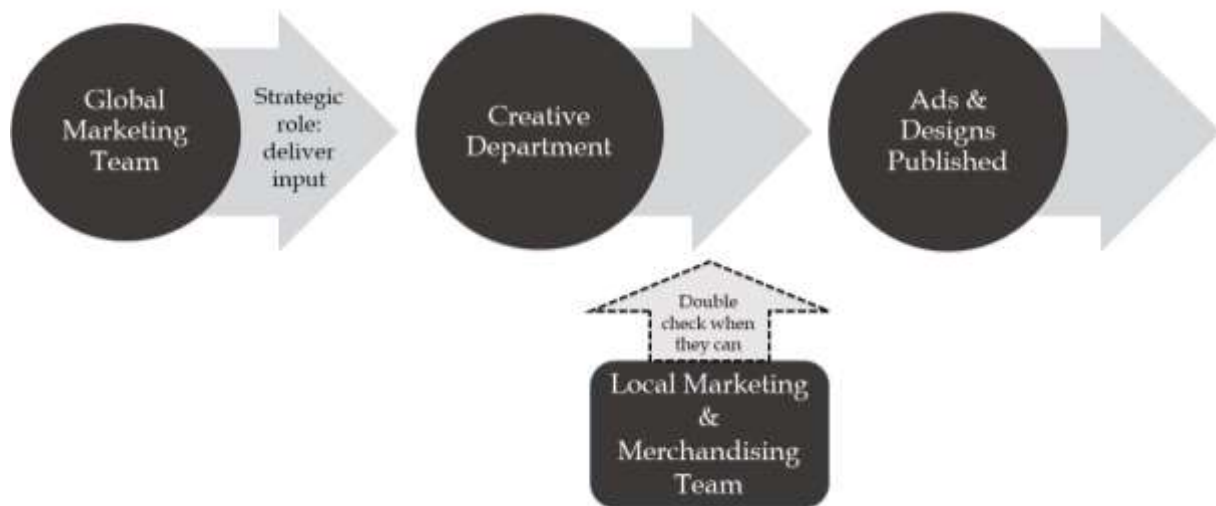 Global
Marketing
Team
Strategic
role:
deliver
input
Creative
Department
Ads &
Designs
Published
Double
check when
they can
Local Marketing
&
Merchandising
Team